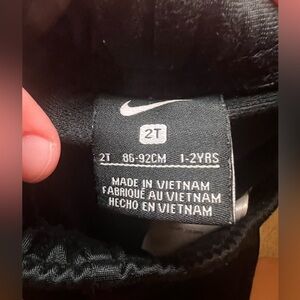 2T
2T 86-92CM 1-2YRS
MADE IN VIETNAM
FABRIQUÉ AU VIETNAM
HECHO EN VIETNAM